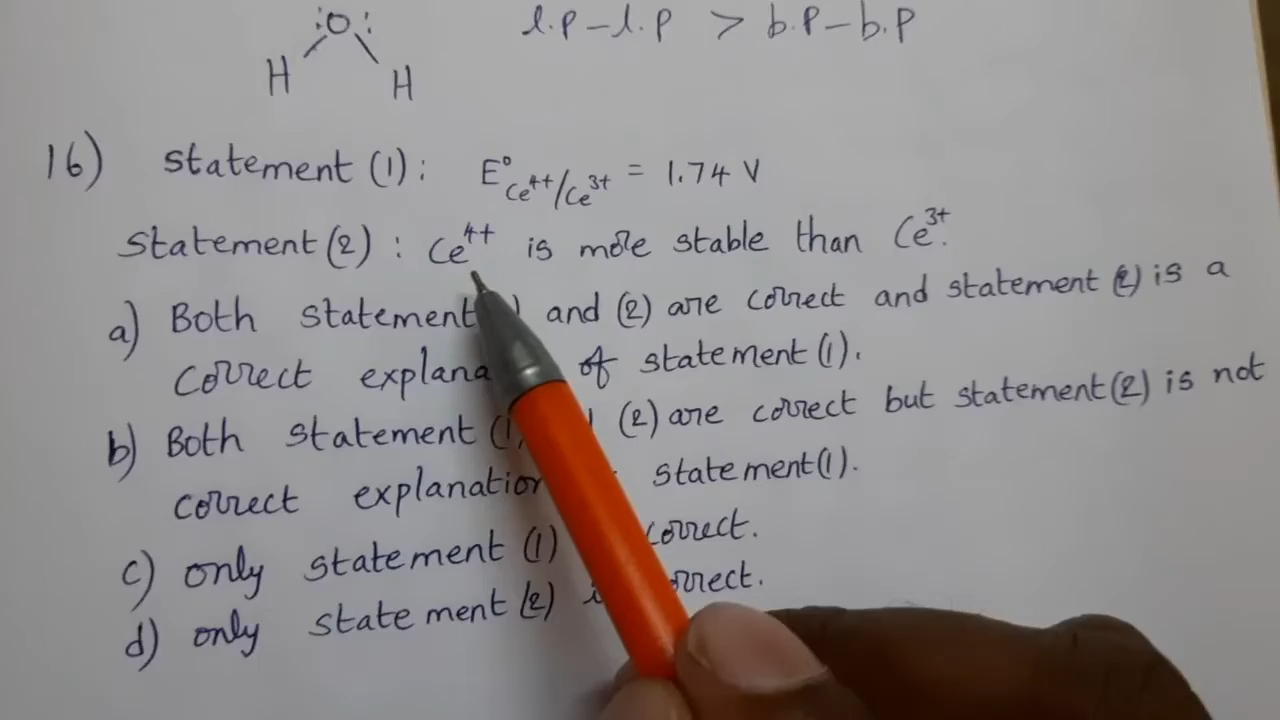 :O:
H H
l.p-l.p > b.p-b.p
16) statement (1): E°Ce⁴⁺/Ce³⁺ = 1.74 V
statement (2) : Ce⁴⁺ is more stable than Ce³⁺.
a) Both statement and (2) are correct and statement (2) is a
correct explana of statement (1).
b) Both statement (1) (2) are correct but statement (2) is not
correct explanation statement (1).
c) only statement (1) correct.
d) only statement (2) correct.